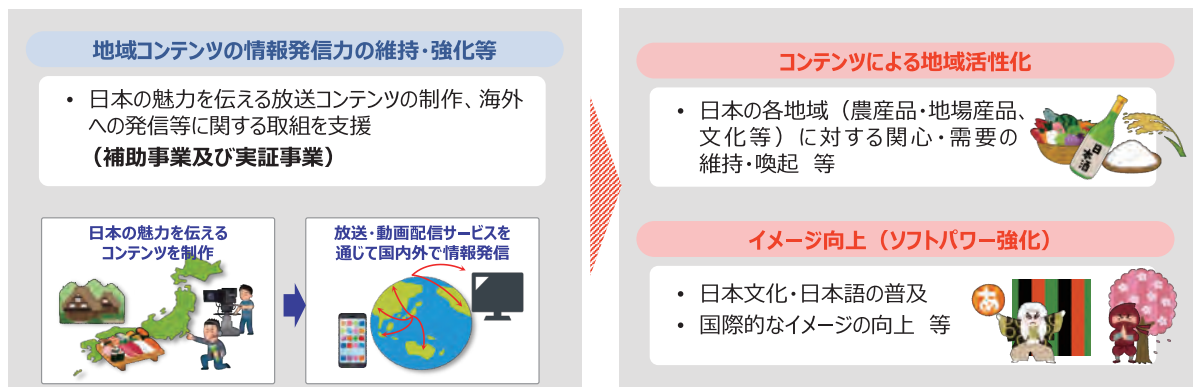 地域コンテンツの情報発信力の維持・強化等
• 日本の魅力を伝える放送コンテンツの制作、海外
への発信等に関する取組を支援
（補助事業及び実証事業）
日本の魅力を伝える
コンテンツを制作
放送・動画配信サービスを
通じて国内外で情報発信
コンテンツによる地域活性化
• 日本の各地域（農産品・地場産品、
文化等）に対する関心・需要の
維持・喚起 等
日本酒
イメージ向上（ソフトパワー強化）
• 日本文化・日本語の普及
• 国際的なイメージの向上 等
あ